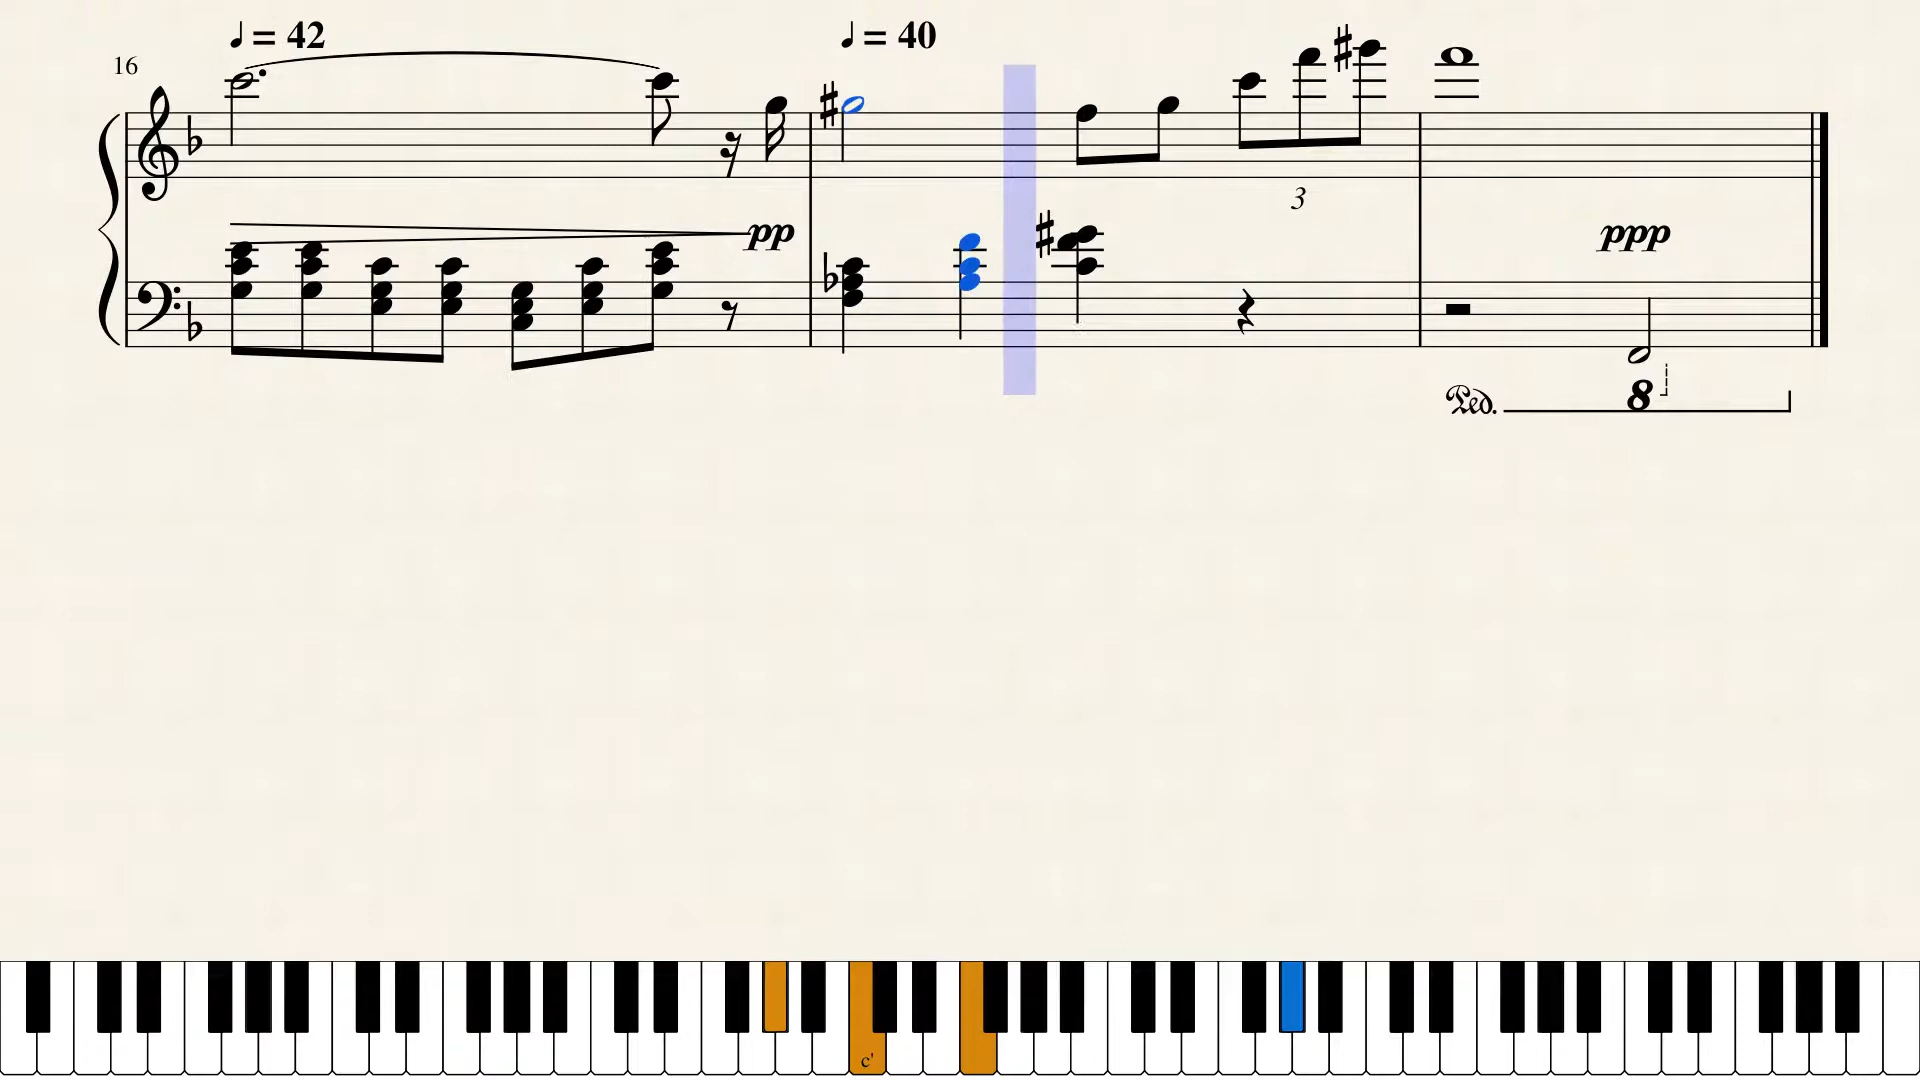 ♩ = 42
♩ = 40
16
3
pp
ppp
Ped.
8
c'